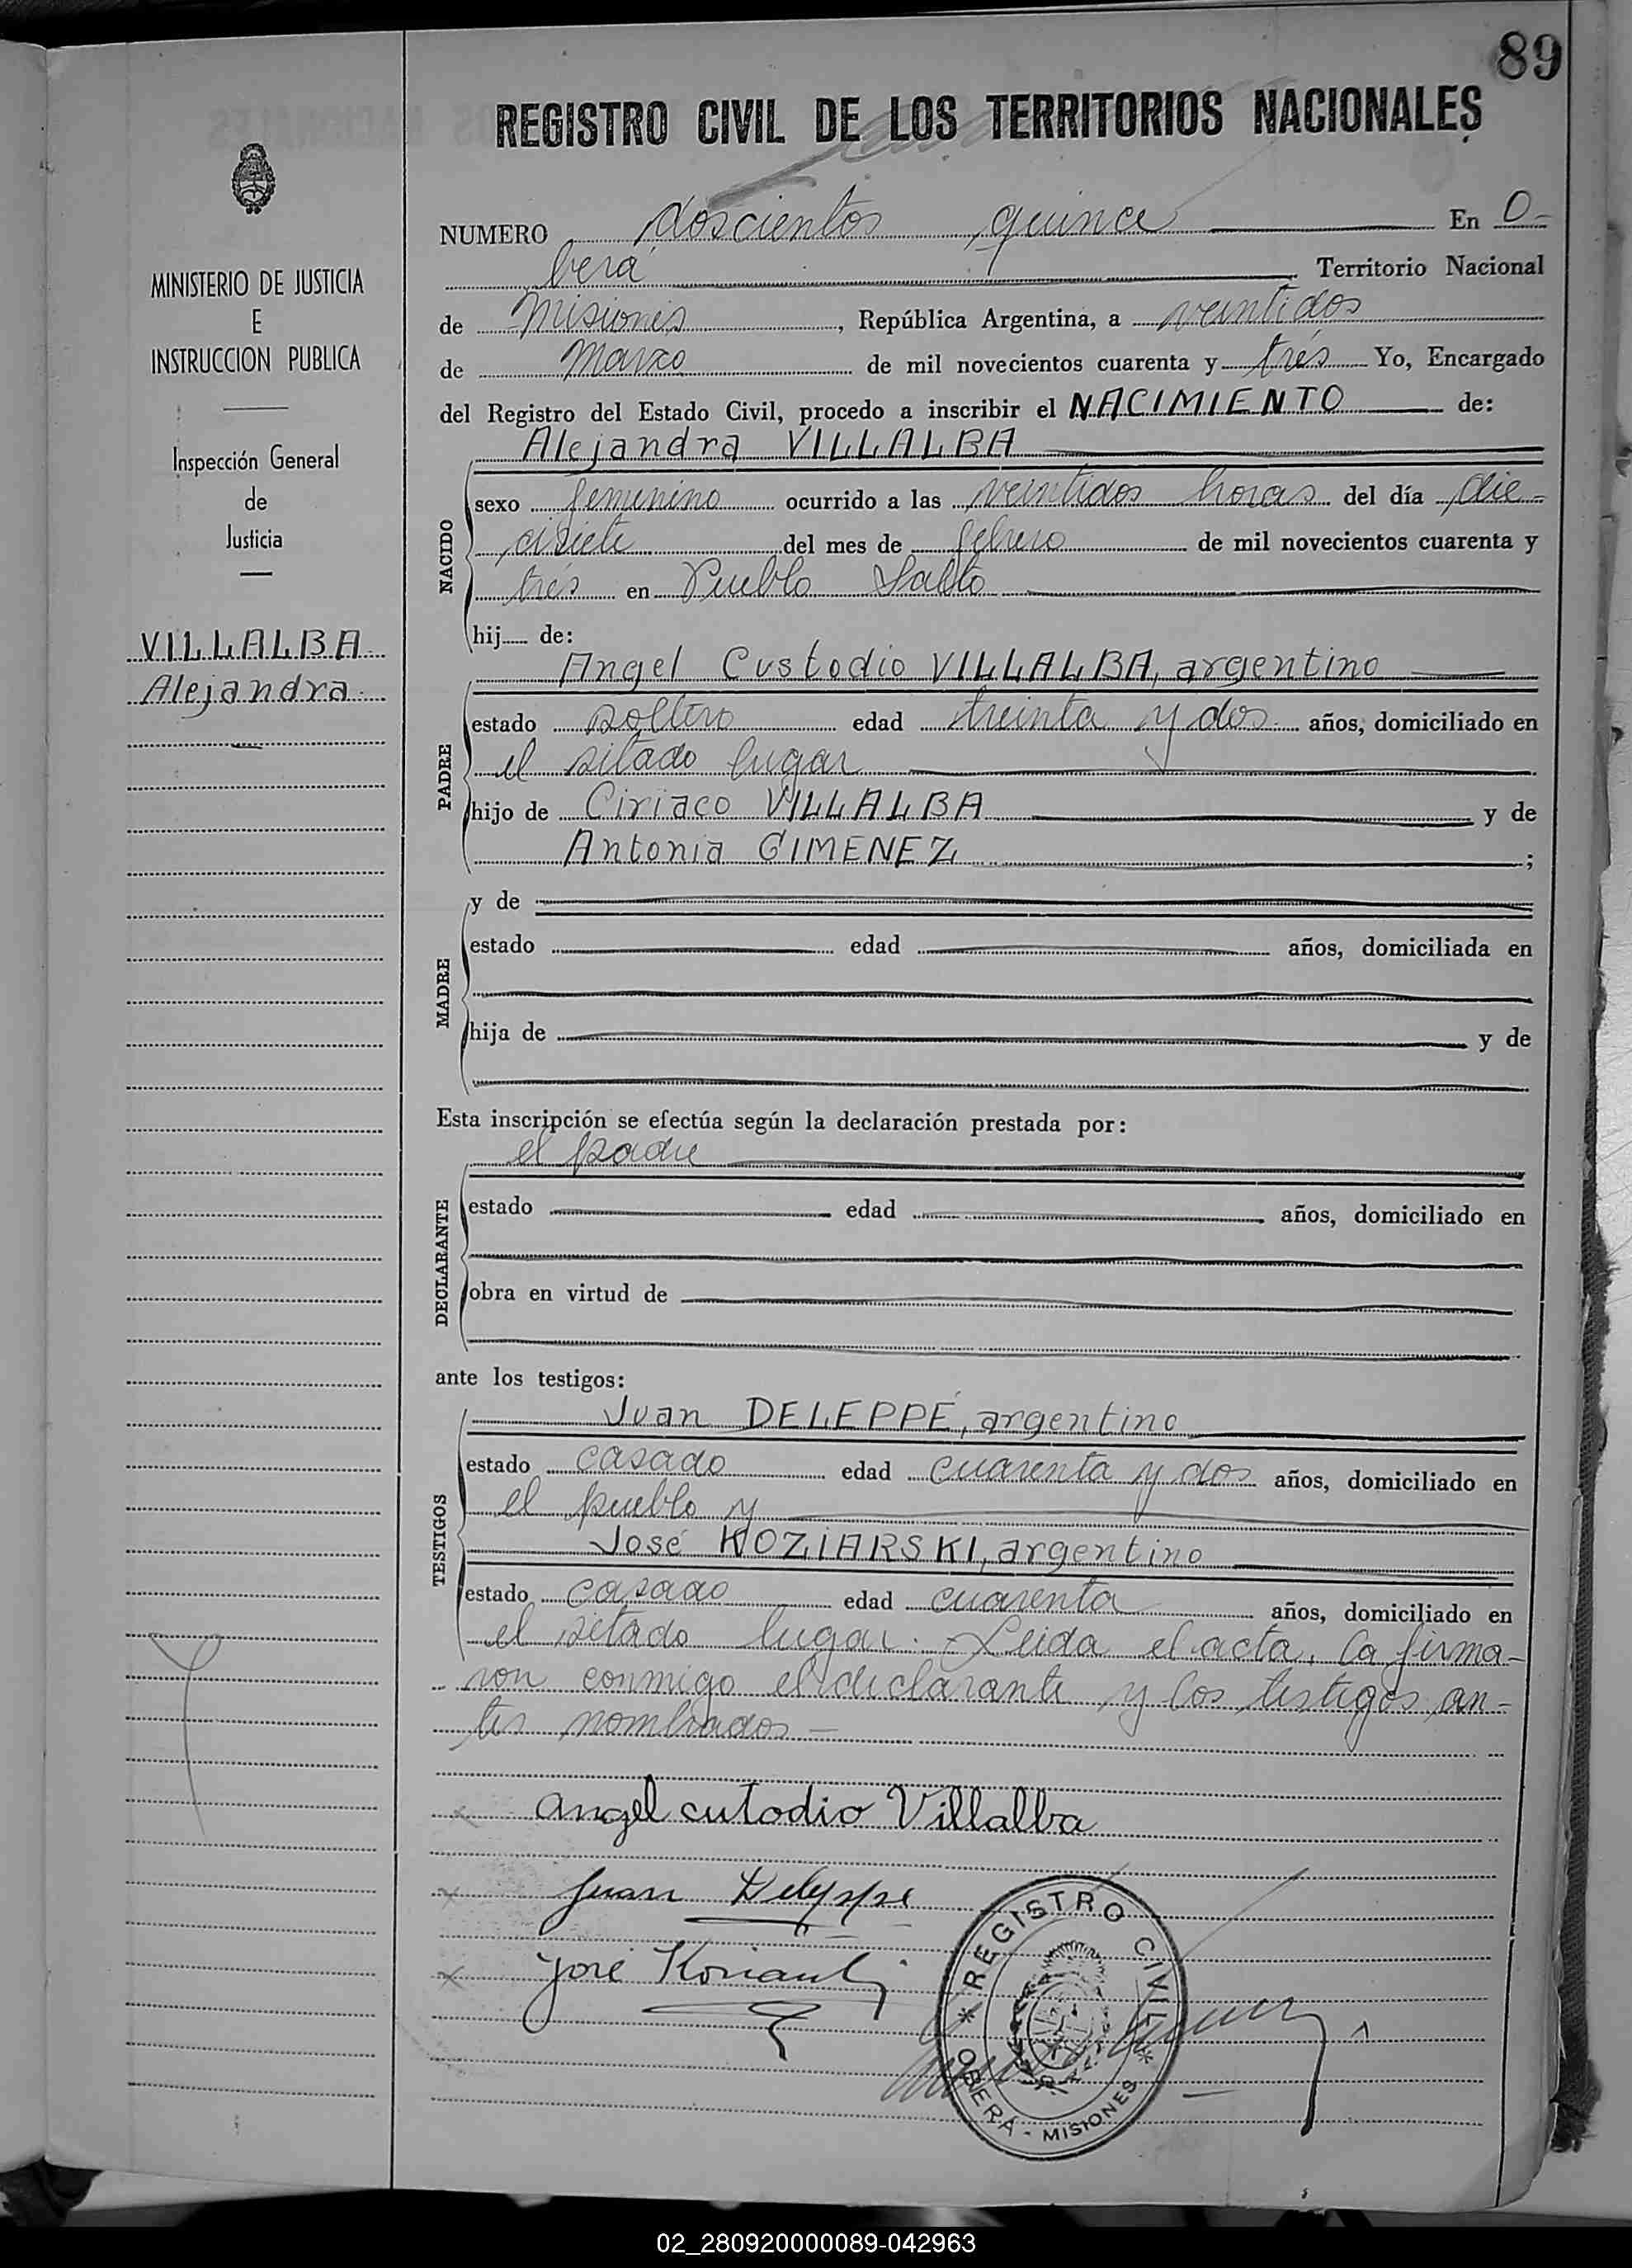 89
REGISTRO CIVIL DE LOS TERRITORIOS NACIONALES
MINISTERIO DE JUSTICIA
E
INSTRUCCION PUBLICA
Inspección General
de
Justicia
VILLALBA
Alejandra
NUMERO doscientos quince En O-
berá Territorio Nacional
de Misiones, República Argentina, a veintidos
de Marzo de mil novecientos cuarenta y trés Yo, Encargado
del Registro del Estado Civil, procedo a inscribir el NACIMIENTO de:
Alejandra VILLALBA
NACIDO
sexo femenino ocurrido a las veintidos horas del día die-
cisiete del mes de febrero de mil novecientos cuarenta y
trés en Pueblo Salto
hij de:
Angel Custodio VILLALBA, argentino
PADRE
estado soltero edad treinta y dos años, domiciliado en
el sitado lugar
hijo de Ciriaco VILLALBA y de
Antonia GIMENEZ ;
MADRE
y de
estado edad años, domiciliada en
hija de y de
Esta inscripción se efectúa según la declaración prestada por:
el padre
DECLARANTE
estado edad años, domiciliado en
obra en virtud de
ante los testigos:
Juan DELEPPÉ, argentino
TESTIGOS
estado casado edad cuarenta y dos años, domiciliado en
el pueblo y
José KOZIARSKI, argentino
estado casado edad cuarenta años, domiciliado en
el sitado lugar. Leida el acta, la firma-
ron conmigo el declarante y los testigos an-
tes nombrados.-
angel cutodio Villalba
Juan Deleppe
José
REGISTRO CIVIL
OBERÁ - MISIONES
02_280920000089-042963